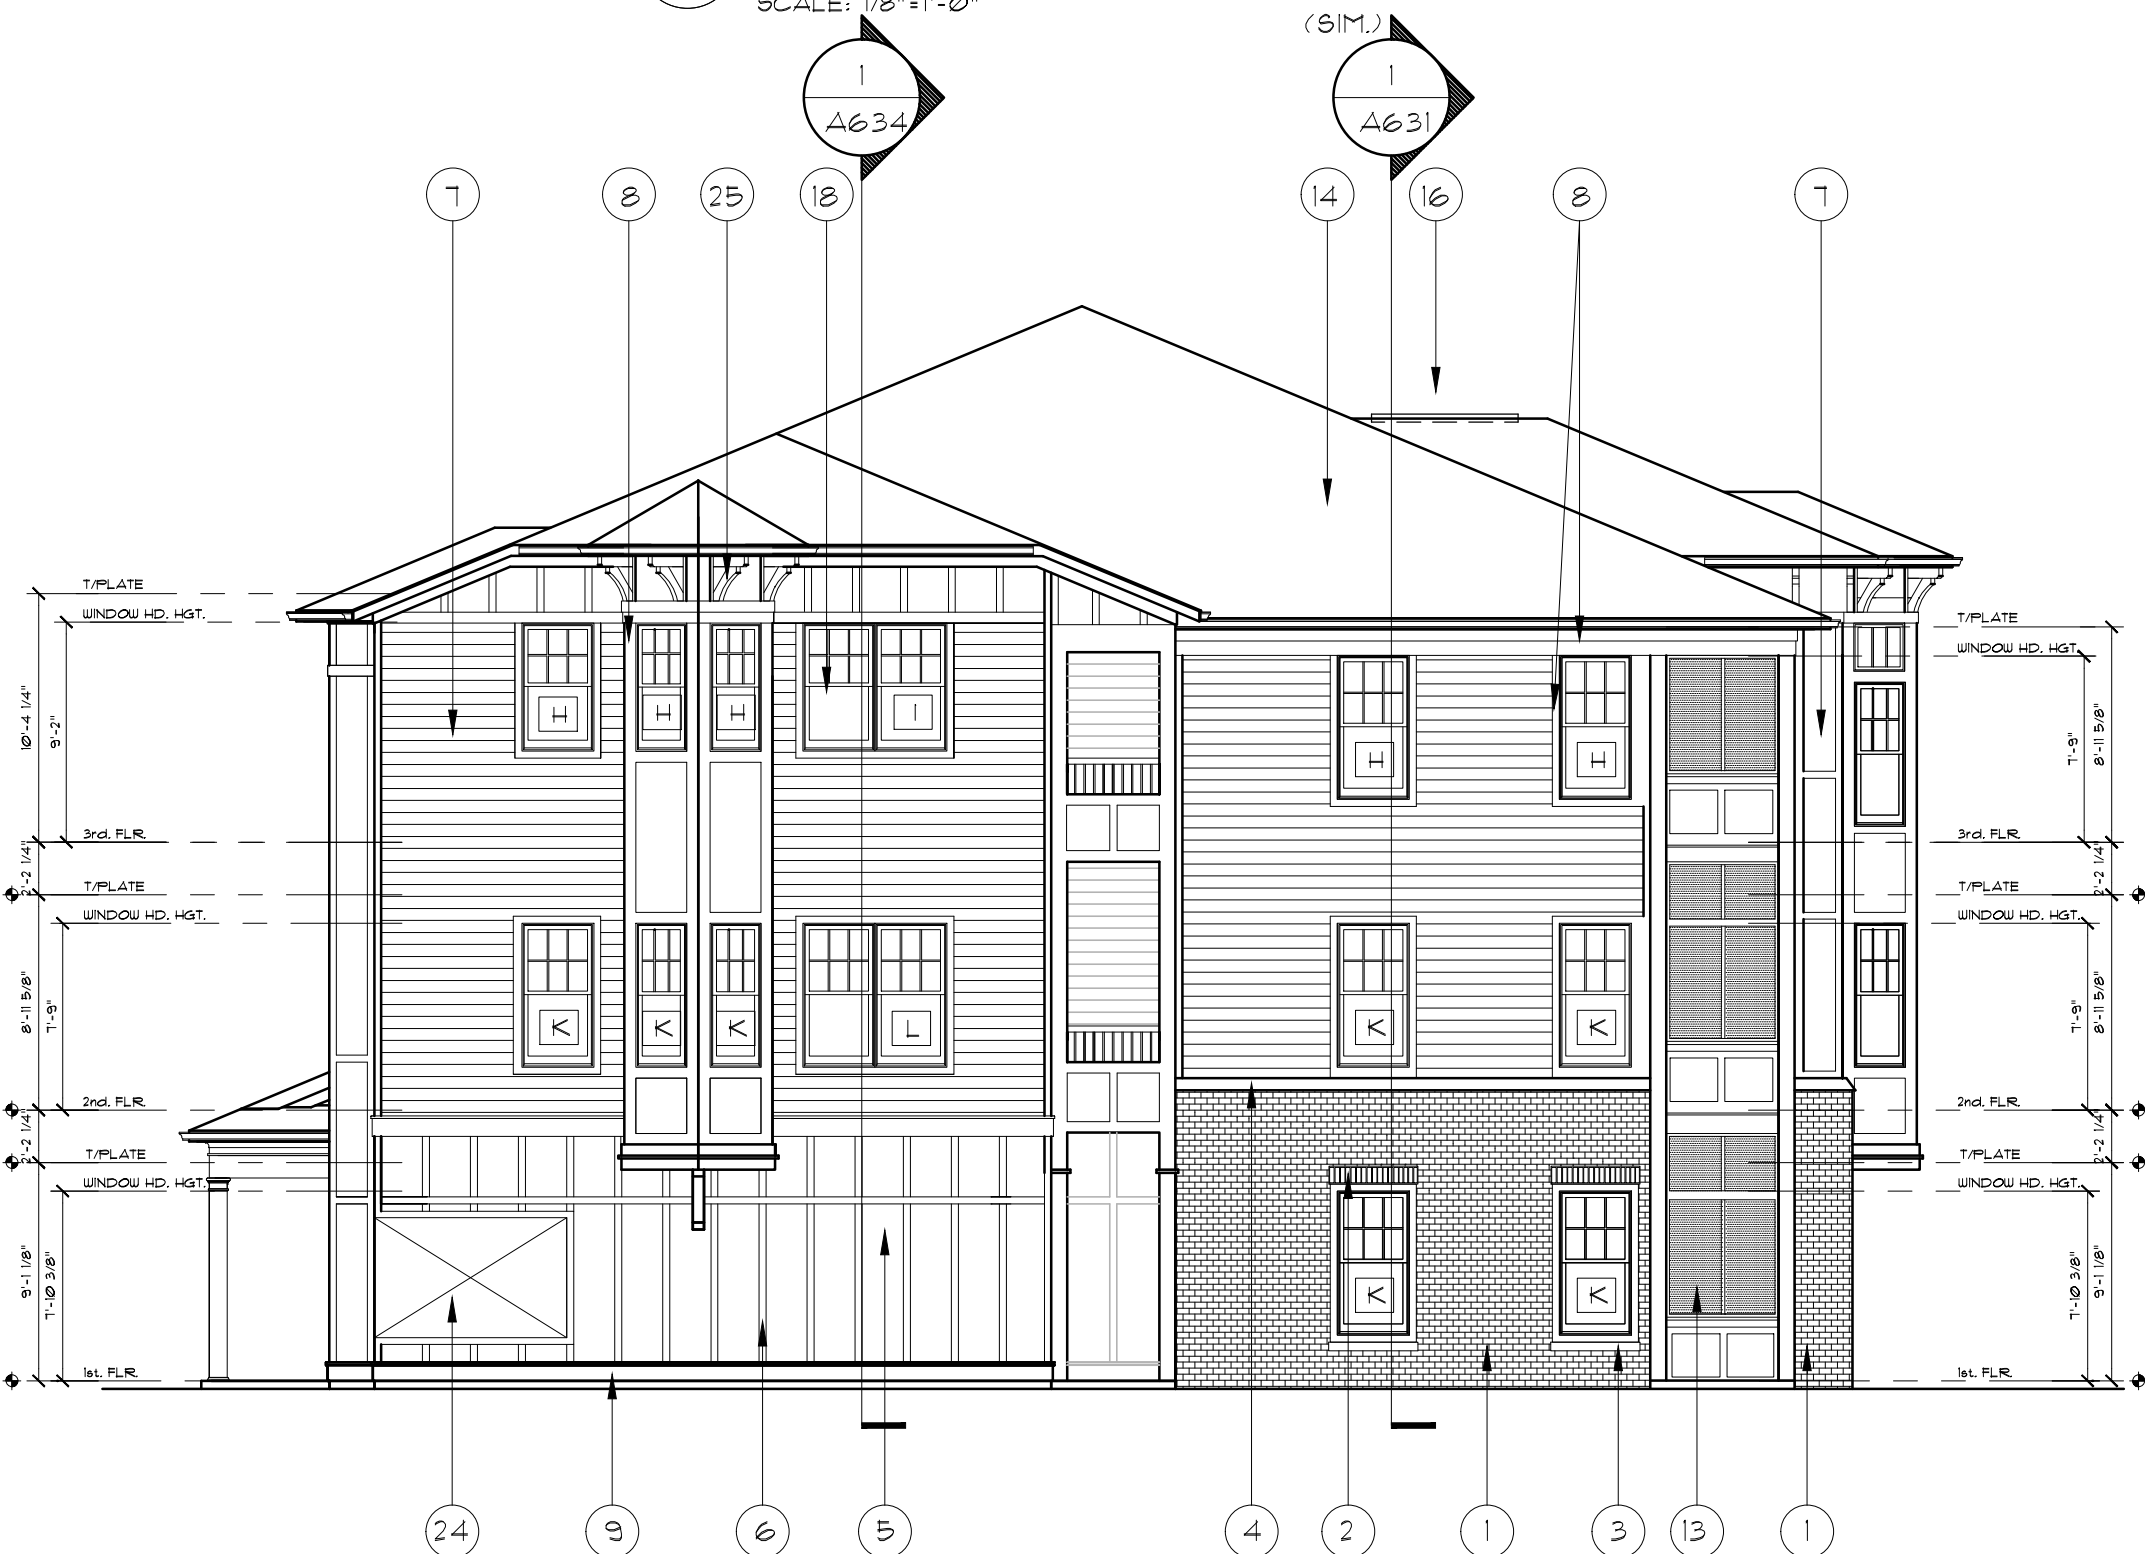 SCALE: 1/8"=1'-0"
(SIM.)
1
A634
1
A631
7
8
25
18
14
16
8
7
T/PLATE
WINDOW HD. HGT.
10'-4 1/4"
9'-2"
3rd. FLR.
2'-2 1/4"
T/PLATE
WINDOW HD. HGT.
8'-11 5/8"
7'-9"
2nd. FLR.
2'-2 1/4"
T/PLATE
WINDOW HD. HGT.
9'-1 1/8"
7'-10 3/8"
1st. FLR.
H
H
H
I
H
H
K
K
K
L
K
K
K
K
T/PLATE
WINDOW HD. HGT.
7'-9"
8'-11 5/8"
3rd. FLR.
2'-2 1/4"
T/PLATE
WINDOW HD. HGT.
7'-9"
8'-11 5/8"
2nd. FLR.
2'-2 1/4"
T/PLATE
WINDOW HD. HGT.
7'-10 3/8"
9'-1 1/8"
1st. FLR.
24
9
6
5
4
2
1
3
13
1